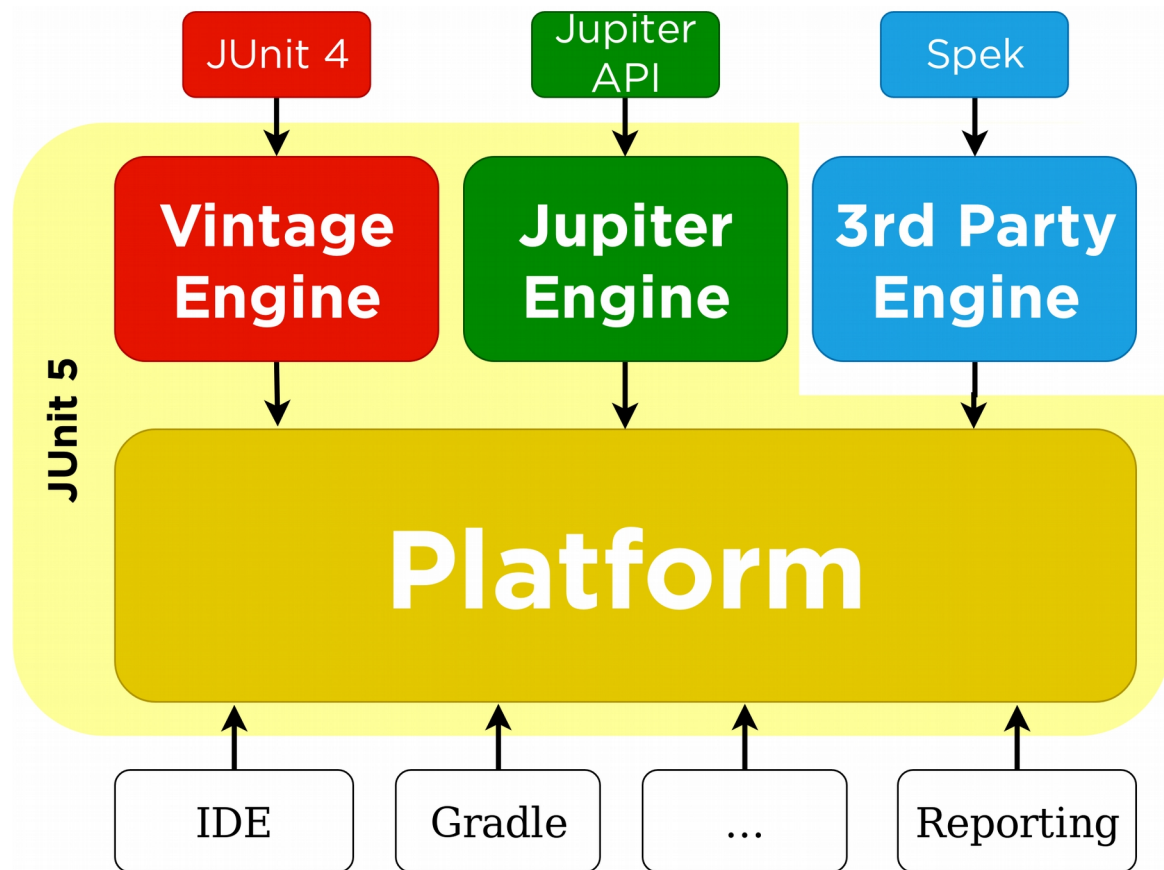 JUnit 4
Jupiter
API
Spek
Vintage
Engine
Jupiter
Engine
3rd Party
Engine
JUnit 5
Platform
IDE
Gradle
...
Reporting